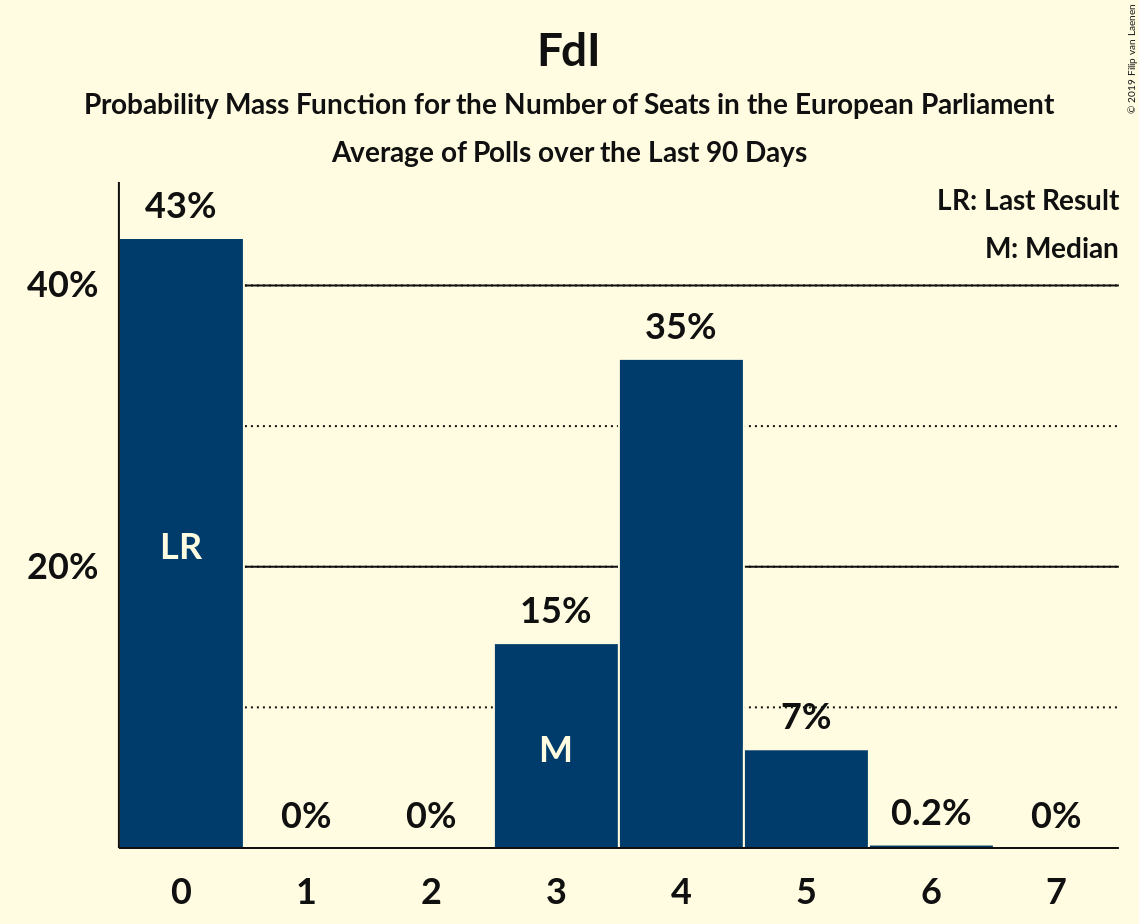 FdI
Probability Mass Function for the Number of Seats in the European Parliament
Average of Polls over the Last 90 Days
© 2019 Filip van Laenen
LR: Last Result
M: Median
43%
40%
35%
LR
20%
15%
7%
M
0%
0%
0.2%
0%
0 1 2 3 4 5 6 7